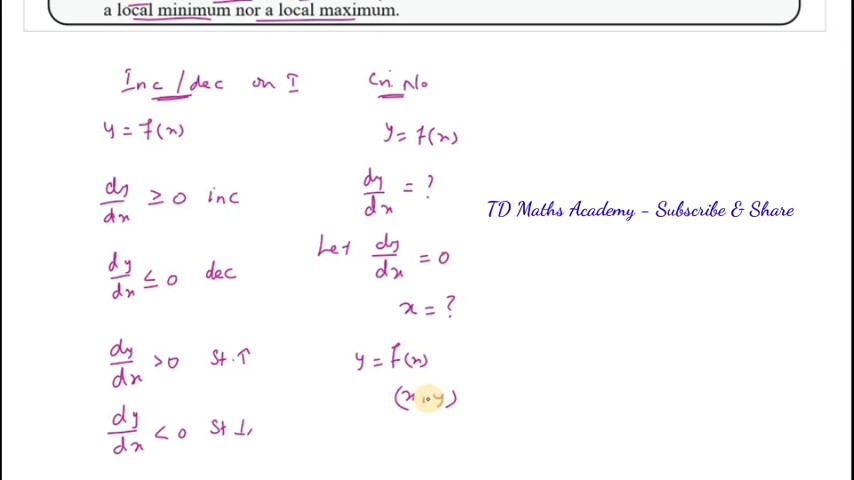 a local minimum nor a local maximum.
Inc/dec on I
y = f(x)
dy/dx ≥ 0 inc
dy/dx ≤ 0 dec
dy/dx > 0 st.↑
dy/dx < 0 st ↓
Cri No
y = f(x)
dy/dx = ?
Let dy/dx = 0
x = ?
y = f(x)
(x, y)
TD Maths Academy - Subscribe & Share